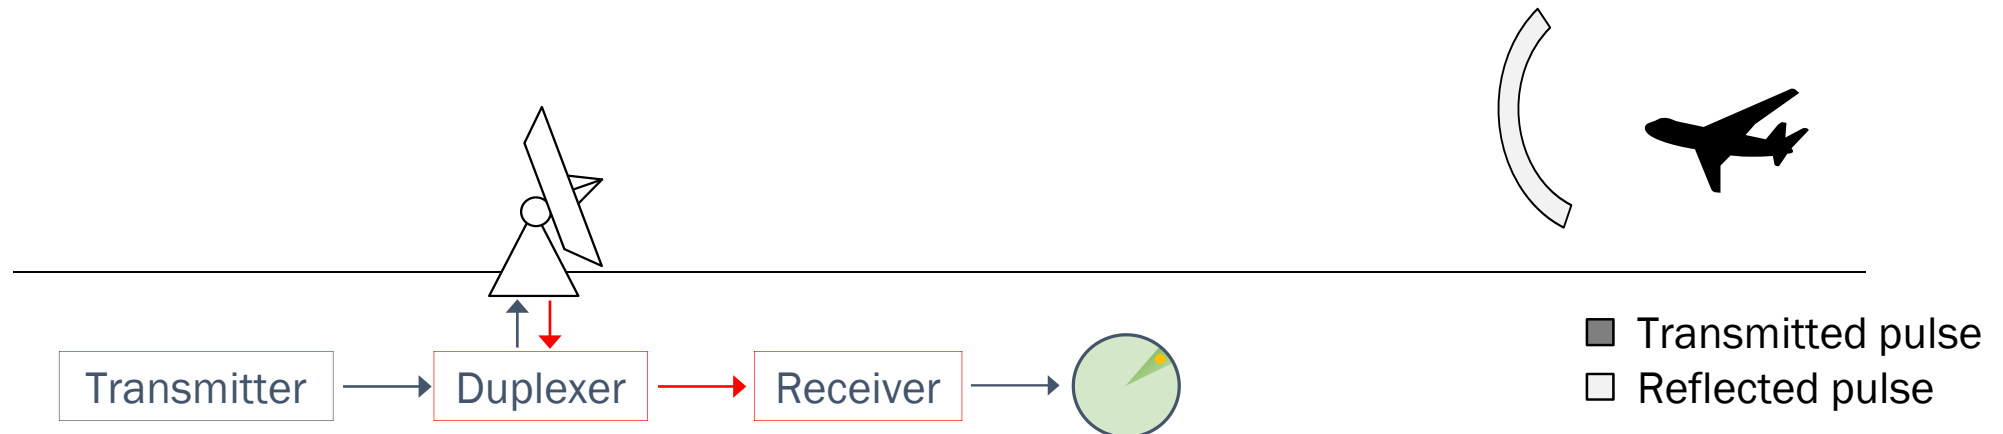 Transmitter
Duplexer
Receiver
Transmitted pulse
Reflected pulse